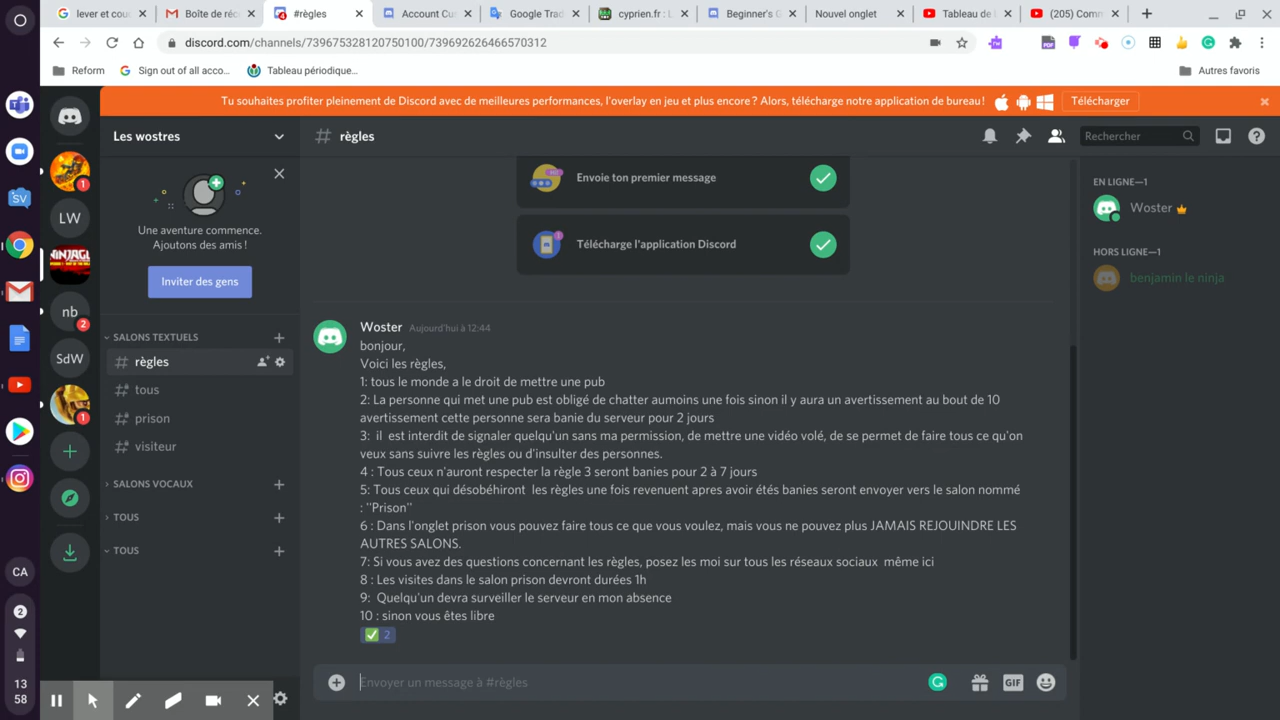 lever et cou
Boîte de réc
#règles
Account Cus
Google Trad
cyprien.fr : L
Beginner's G
Nouvel onglet
Tableau de L
(205) Comm
discord.com/channels/739675328120750100/739692626466570312
Reform
Sign out of all acco...
Tableau périodique...
Autres favoris
Tu souhaites profiter pleinement de Discord avec de meilleures performances, l'overlay en jeu et plus encore ? Alors, télécharge notre application de bureau !
Télécharger
Les wostres
règles
Rechercher
Une aventure commence.
Ajoutons des amis !
Inviter des gens
SALONS TEXTUELS
règles
tous
prison
visiteur
SALONS VOCAUX
TOUS
TOUS
LW
NINJAGO
nb
2
SdW
1
1
SV
CA
2
13
58
Envoie ton premier message
Télécharge l'application Discord
Woster Aujourd'hui à 12:44
bonjour,
Voici les règles,
1: tous le monde a le droit de mettre une pub
2: La personne qui met une pub est obligé de chatter aumoins une fois sinon il y aura un avertissement au bout de 10
avertissement cette personne sera banie du serveur pour 2 jours
3: il est interdit de signaler quelqu'un sans ma permission, de mettre une vidéo volé, de se permet de faire tous ce qu'on
veux sans suivre les règles ou d'insulter des personnes.
4 : Tous ceux n'auront respecter la règle 3 seront banies pour 2 à 7 jours
5: Tous ceux qui désobéhiront les règles une fois revenuent apres avoir étés banies seront envoyer vers le salon nommé
: "Prison"
6 : Dans l'onglet prison vous pouvez faire tous ce que vous voulez, mais vous ne pouvez plus JAMAIS REJOUINDRE LES
AUTRES SALONS.
7: Si vous avez des questions concernant les règles, posez les moi sur tous les réseaux sociaux même ici
8 : Les visites dans le salon prison devront durées 1h
9: Quelqu'un devra surveiller le serveur en mon absence
10 : sinon vous êtes libre
2
Envoyer un message à #règles
GIF
EN LIGNE—1
Woster
HORS LIGNE—1
benjamin le ninja